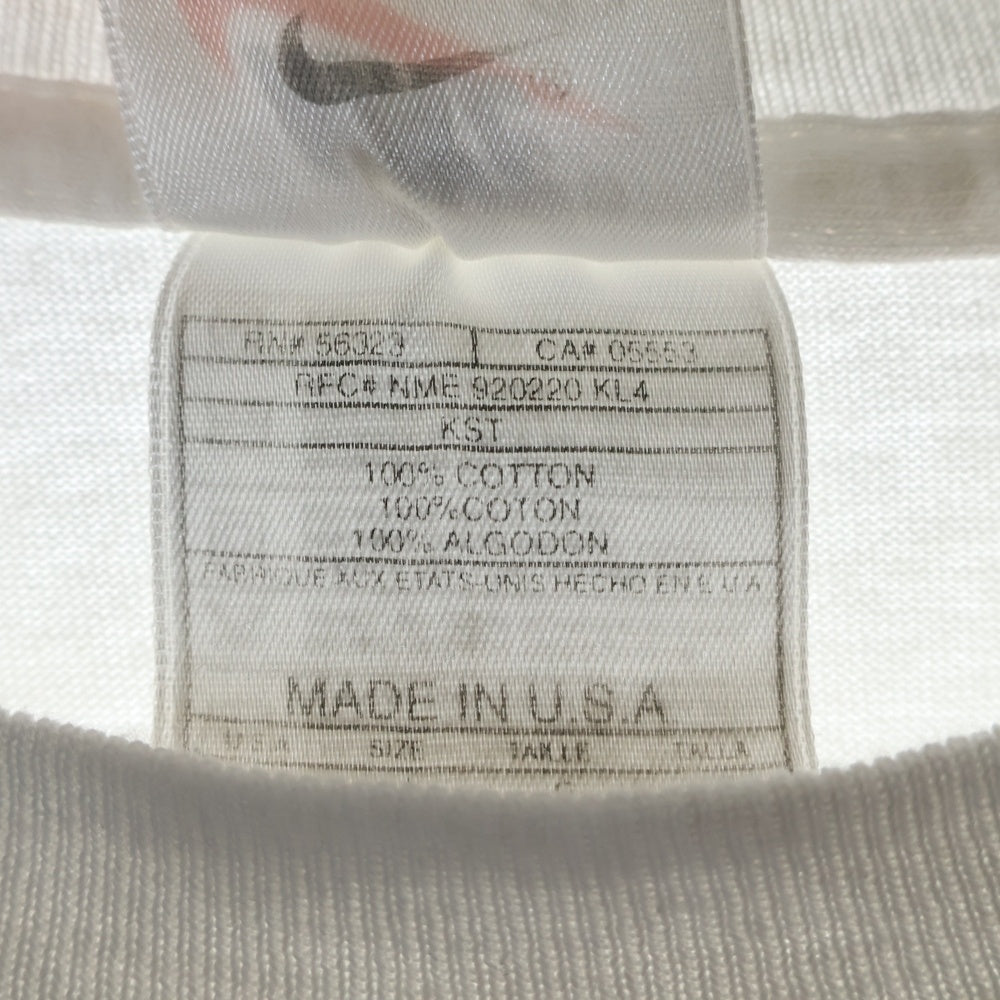 RN# 56323 CA# 05553
RFC# NME 920220 KL4
KST
100% COTTON
100%COTON
100% ALGODON
FABRIQUE AUX ETATS-UNIS HECHO EN E U A
MADE IN U.S.A
U.S.A SIZE TAILLE TALLA